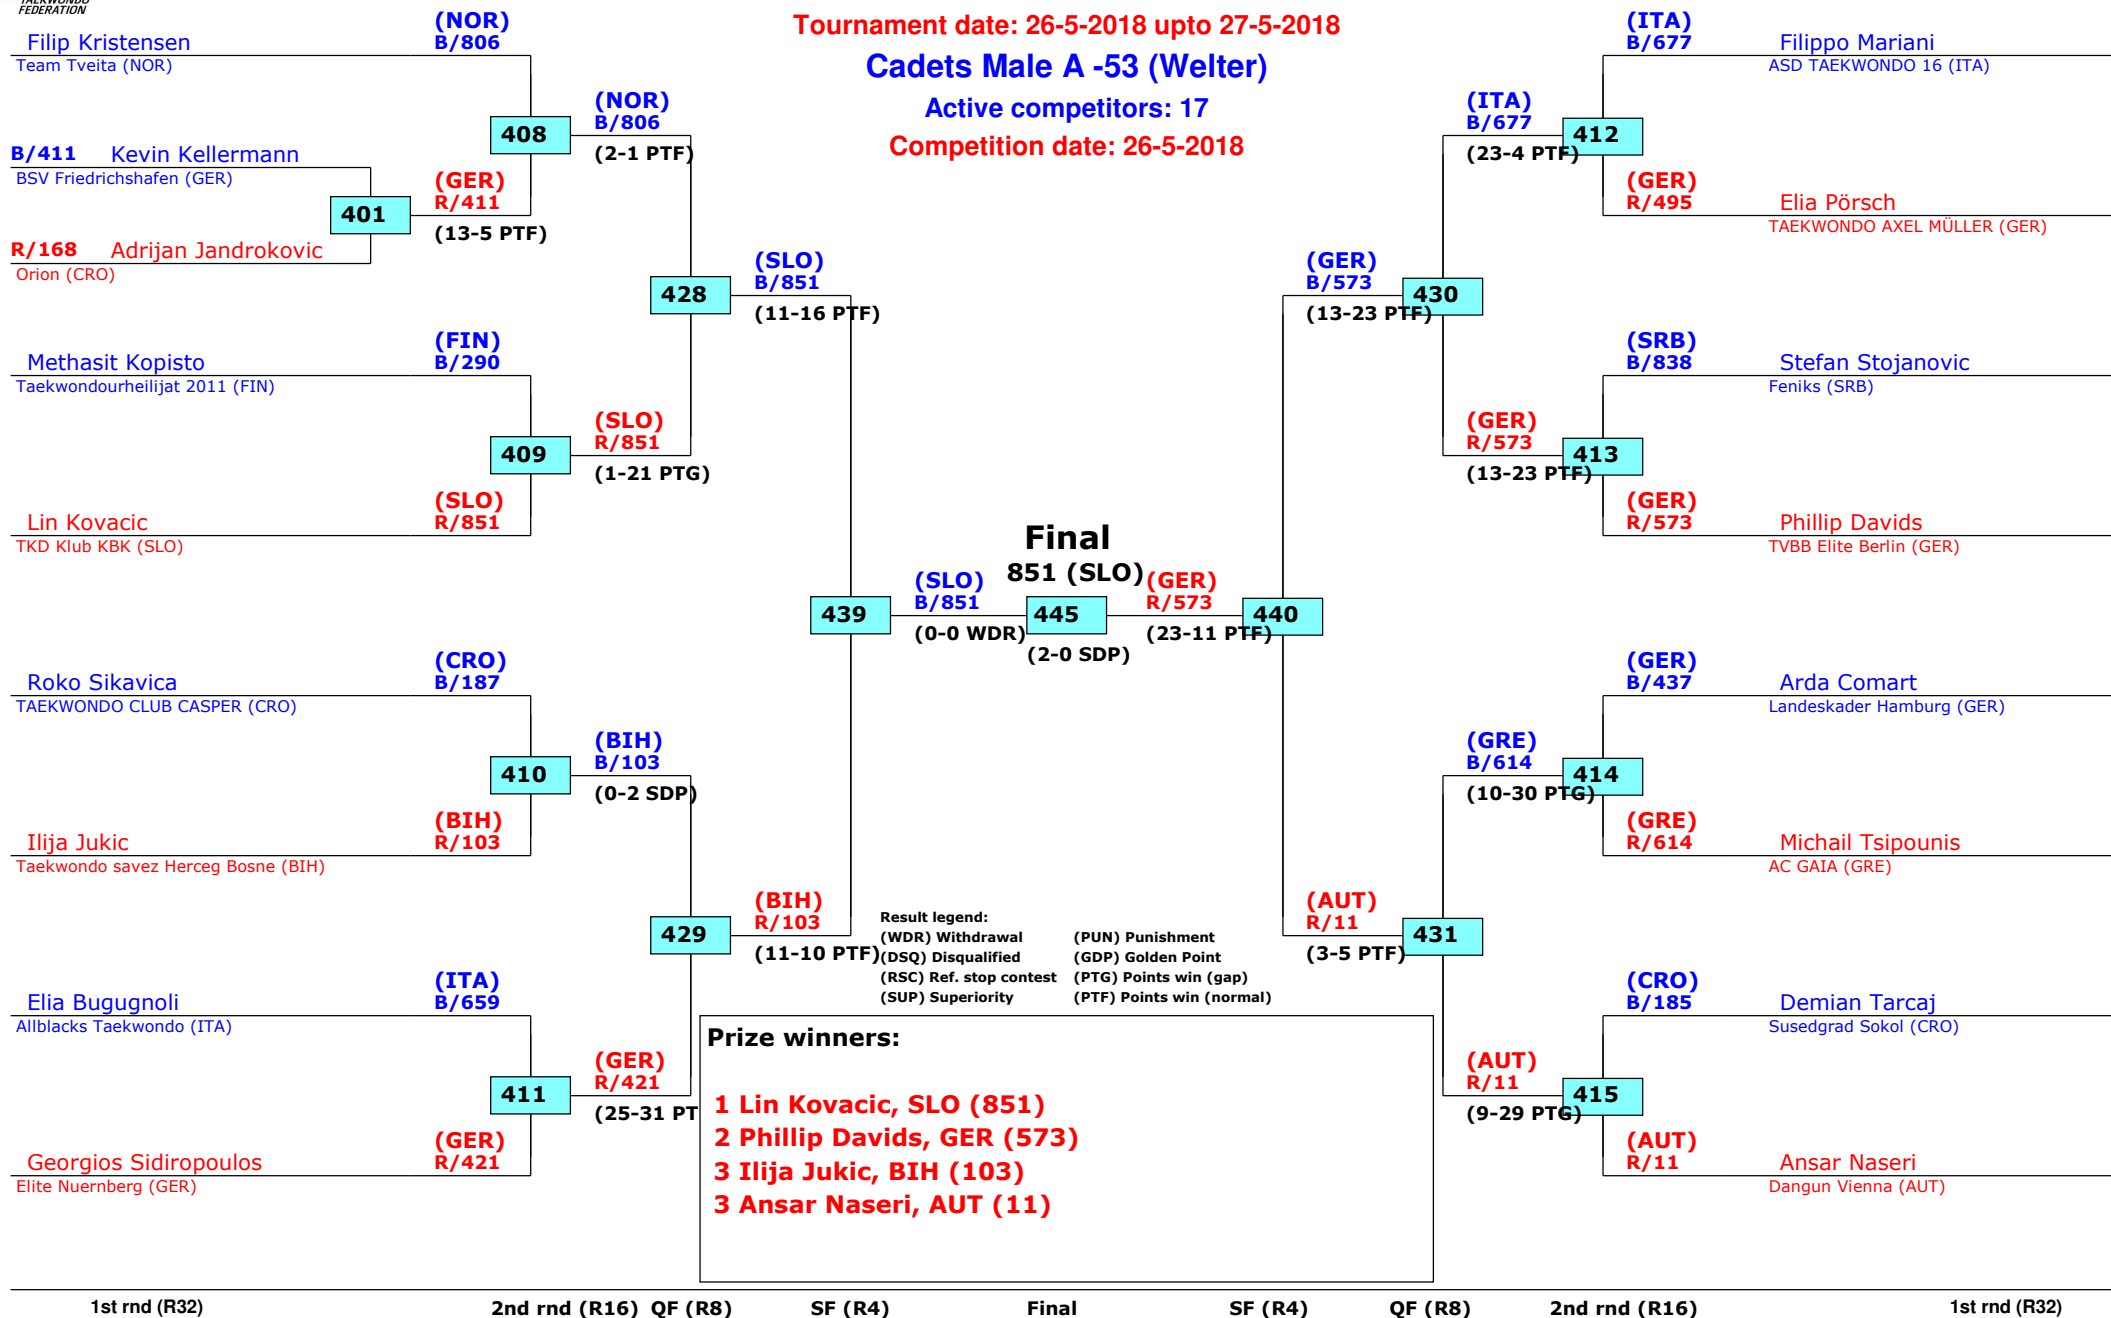 TAEKWONDO
FEDERATION
Tournament date: 26-5-2018 upto 27-5-2018
Cadets Male A -53 (Welter)
Active competitors: 17
Competition date: 26-5-2018
(NOR)
Filip Kristensen B/806
Team Tveita (NOR)
(NOR)
B/806
408
(2-1 PTF)
B/411 Kevin Kellermann
BSV Friedrichshafen (GER)
(GER)
R/411
401
(13-5 PTF)
R/168 Adrijan Jandrokovic
Orion (CRO)
(SLO)
B/851
428
(11-16 PTF)
(FIN)
Methasit Kopisto B/290
Taekwondourheilijat 2011 (FIN)
(SLO)
R/851
409
(1-21 PTG)
(SLO)
Lin Kovacic R/851
TKD Klub KBK (SLO)
Final
851 (SLO)
(SLO)
B/851
439
(0-0 WDR)
445
(2-0 SDP)
(GER)
R/573
440
(23-11 PTF)
(CRO)
Roko Sikavica B/187
TAEKWONDO CLUB CASPER (CRO)
(BIH)
B/103
410
(0-2 SDP)
(BIH)
Ilija Jukic R/103
Taekwondo savez Herceg Bosne (BIH)
(BIH)
R/103
429
(11-10 PTF)
(ITA)
Elia Bugugnoli B/659
Allblacks Taekwondo (ITA)
(GER)
R/421
411
(25-31 PT
(GER)
Georgios Sidiropoulos R/421
Elite Nuernberg (GER)
(ITA)
B/677 Filippo Mariani
ASD TAEKWONDO 16 (ITA)
(ITA)
B/677
412
(23-4 PTF)
(GER)
R/495 Elia Pörsch
TAEKWONDO AXEL MÜLLER (GER)
(GER)
B/573
430
(13-23 PTF)
(SRB)
B/838 Stefan Stojanovic
Feniks (SRB)
(GER)
R/573
413
(13-23 PTF)
(GER)
R/573 Phillip Davids
TVBB Elite Berlin (GER)
(GER)
B/437 Arda Comart
Landeskader Hamburg (GER)
(GRE)
B/614
414
(10-30 PTG)
(GRE)
R/614 Michail Tsipounis
AC GAIA (GRE)
(AUT)
R/11
431
(3-5 PTF)
(CRO)
B/185 Demian Tarcaj
Susedgrad Sokol (CRO)
(AUT)
R/11
415
(9-29 PTG)
(AUT)
R/11 Ansar Naseri
Dangun Vienna (AUT)
Result legend:
(WDR) Withdrawal (PUN) Punishment
(DSQ) Disqualified (GDP) Golden Point
(RSC) Ref. stop contest (PTG) Points win (gap)
(SUP) Superiority (PTF) Points win (normal)
Prize winners:
1 Lin Kovacic, SLO (851)
2 Phillip Davids, GER (573)
3 Ilija Jukic, BIH (103)
3 Ansar Naseri, AUT (11)
1st rnd (R32) 2nd rnd (R16) QF (R8) SF (R4) Final SF (R4) QF (R8) 2nd rnd (R16) 1st rnd (R32)